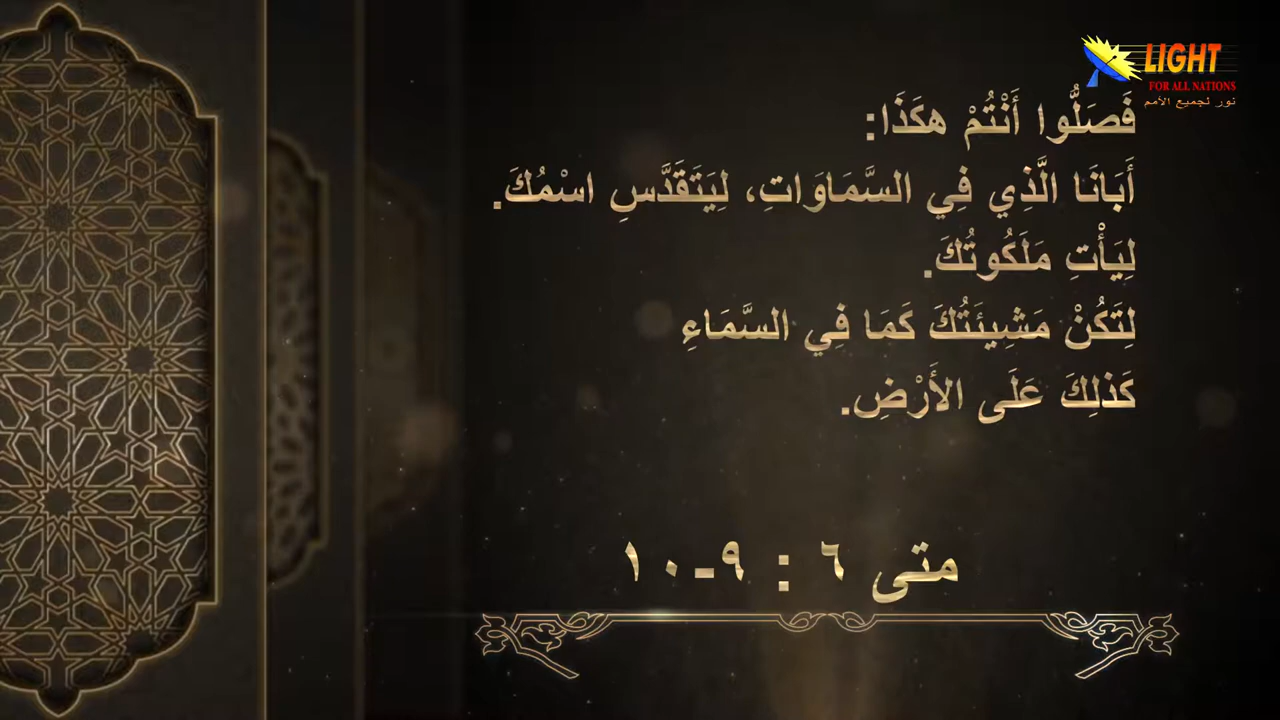 LIGHT
FOR ALL NATIONS
نور لجميع الأمم
فَصَلُّوا أَنْتُمْ هكَذَا:
أَبَانَا الَّذِي فِي السَّمَاوَاتِ، لِيَتَقَدَّسِ اسْمُكَ.
لِيَأْتِ مَلَكُوتُكَ.
لِتَكُنْ مَشِيئَتُكَ كَمَا فِي السَّمَاءِ
كَذلِكَ عَلَى الأَرْضِ.
متى ٦ : ٩-١٠